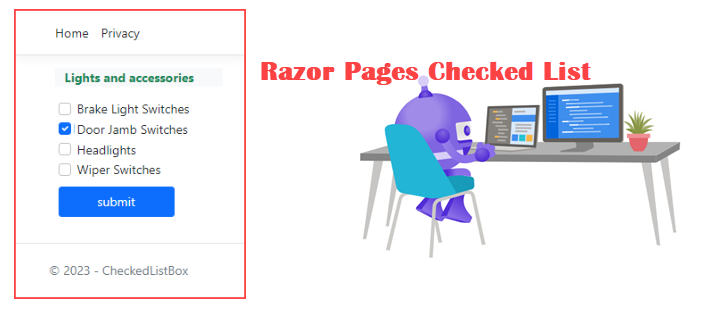 Home Privacy
Razor Pages Checked List
Lights and accessories
Brake Light Switches
Door Jamb Switches
Headlights
Wiper Switches
submit
© 2023 - CheckedListBox